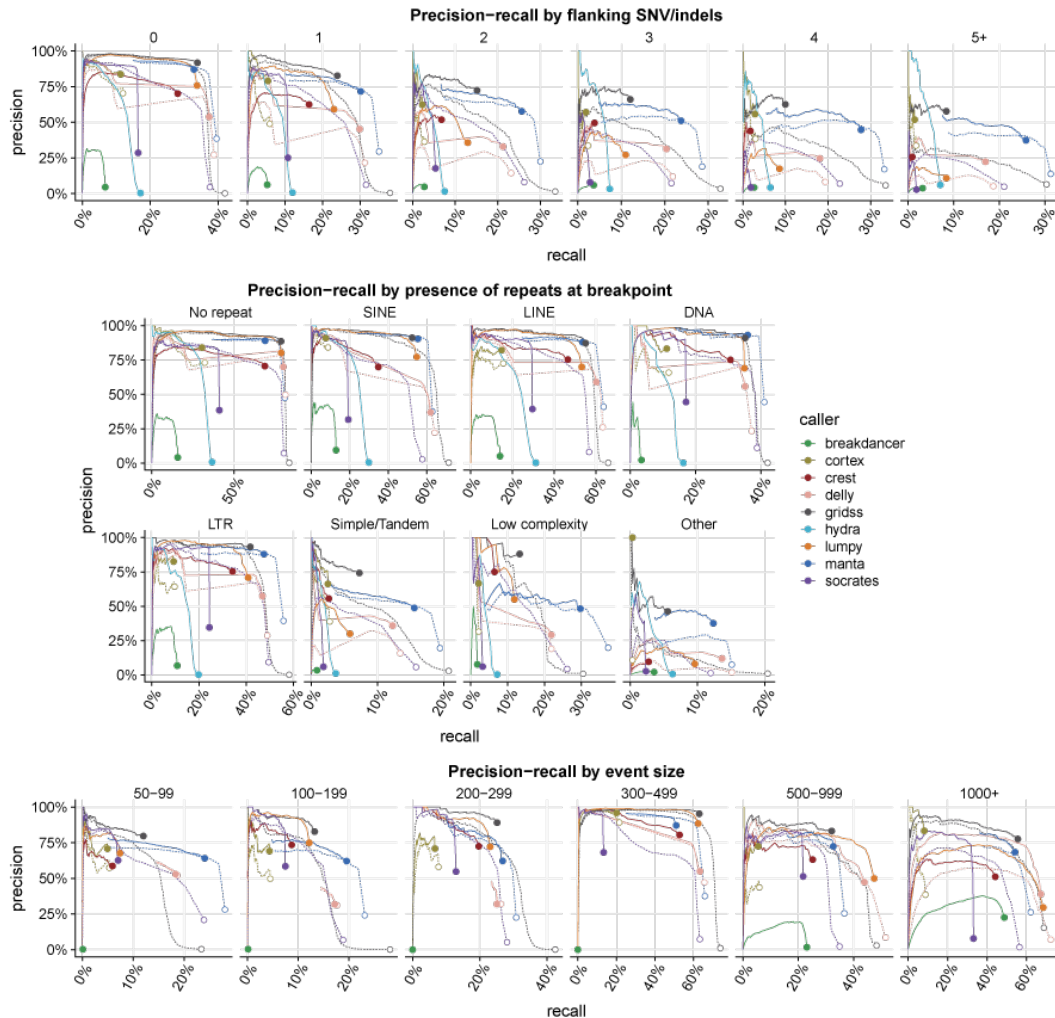 Precision−recall by flanking SNV/indels
0 1 2 3 4 5+
100%
75%
50%
25%
0%
precision
0% 20% 40% 0% 10% 20% 30% 0% 10% 20% 30% 0% 10% 20% 30% 0% 10% 20% 30% 0% 10% 20% 30%
recall
Precision−recall by presence of repeats at breakpoint
No repeat SINE LINE DNA
100%
75%
50%
25%
0%
0% 50% 0% 20% 40% 60% 0% 20% 40% 60% 0% 20% 40%
precision
LTR Simple/Tandem Low complexity Other
100%
75%
50%
25%
0%
0% 20% 40% 60% 0% 10% 20% 0% 10% 20% 30% 0% 10% 20%
recall
caller
breakdancer
cortex
crest
delly
gridss
hydra
lumpy
manta
socrates
Precision−recall by event size
50−99 100−199 200−299 300−499 500−999 1000+
100%
75%
50%
25%
0%
precision
0% 10% 20% 0% 10% 20% 0% 20% 40% 0% 20% 40% 60% 0% 20% 40% 0% 20% 40% 60%
recall